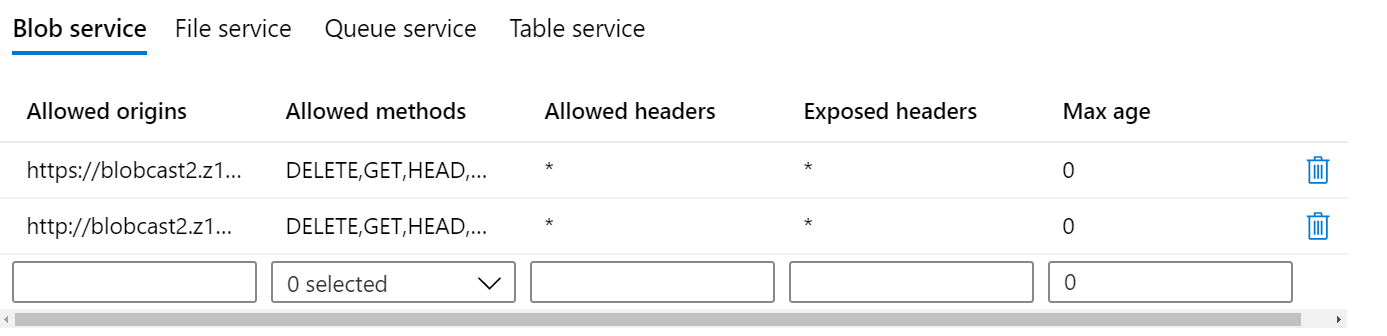 Blob service File service Queue service Table service
Allowed origins Allowed methods Allowed headers Exposed headers Max age
https://blobcast2.z1... DELETE,GET,HEAD,... * * 0
http://blobcast2.z1... DELETE,GET,HEAD,... * * 0
0 selected 0